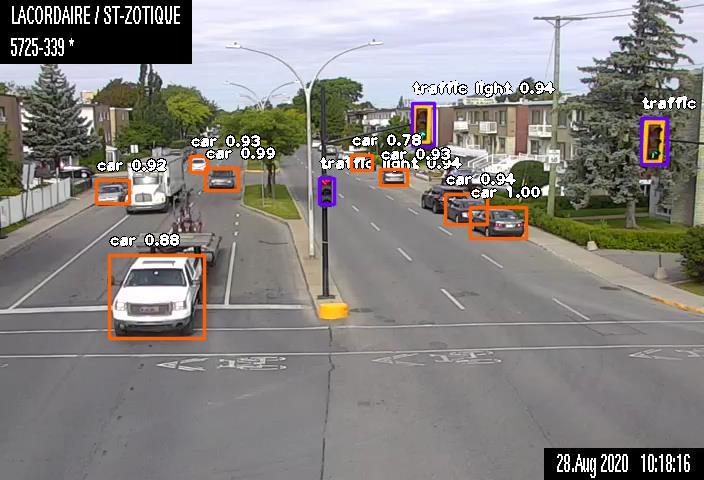 LACORDAIRE / ST-ZOTIQUE
5725-339 *
traffic light 0.94
traffic
car 0.93
car 0.78
car 0.99
car 0.92
traffic light 0.94
car 0.93
car 0.94
car 1.00
car 0.88
28.Aug 2020 10:18:16